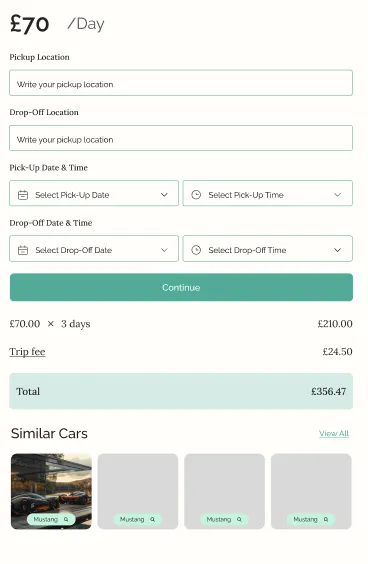 £70 /Day
Pickup Location
Write your pickup location
Drop-Off Location
Write your pickup location
Pick-Up Date & Time
Select Pick-Up Date Select Pick-Up Time
Drop-Off Date & Time
Select Drop-Off Date Select Drop-Off Time
Continue
£70.00 × 3 days £210.00
Trip fee £24.50
Total £356.47
Similar Cars View All
Mustang Mustang Mustang Mustang